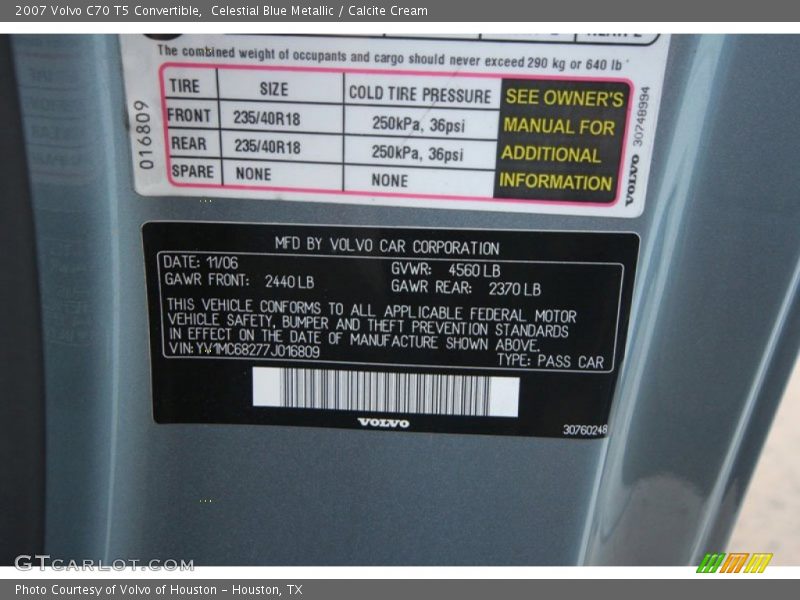 2007 Volvo C70 T5 Convertible, Celestial Blue Metallic / Calcite Cream
The combined weight of occupants and cargo should never exceed 290 kg or 640 lb
TIRE SIZE COLD TIRE PRESSURE
FRONT 235/40R18 250kPa, 36psi
REAR 235/40R18 250kPa, 36psi
SPARE NONE NONE
SEE OWNER'S
MANUAL FOR
ADDITIONAL
INFORMATION
016809
VOLVO 30748994
MFD BY VOLVO CAR CORPORATION
DATE: 11/06 GVWR: 4560 LB
GAWR FRONT: 2440 LB GAWR REAR: 2370 LB
THIS VEHICLE CONFORMS TO ALL APPLICABLE FEDERAL MOTOR
VEHICLE SAFETY, BUMPER AND THEFT PREVENTION STANDARDS
IN EFFECT ON THE DATE OF MANUFACTURE SHOWN ABOVE.
VIN: YV1MC68277J016809 TYPE: PASS CAR
VOLVO
30760248
GTCARLOT.COM
Photo Courtesy of Volvo of Houston - Houston, TX